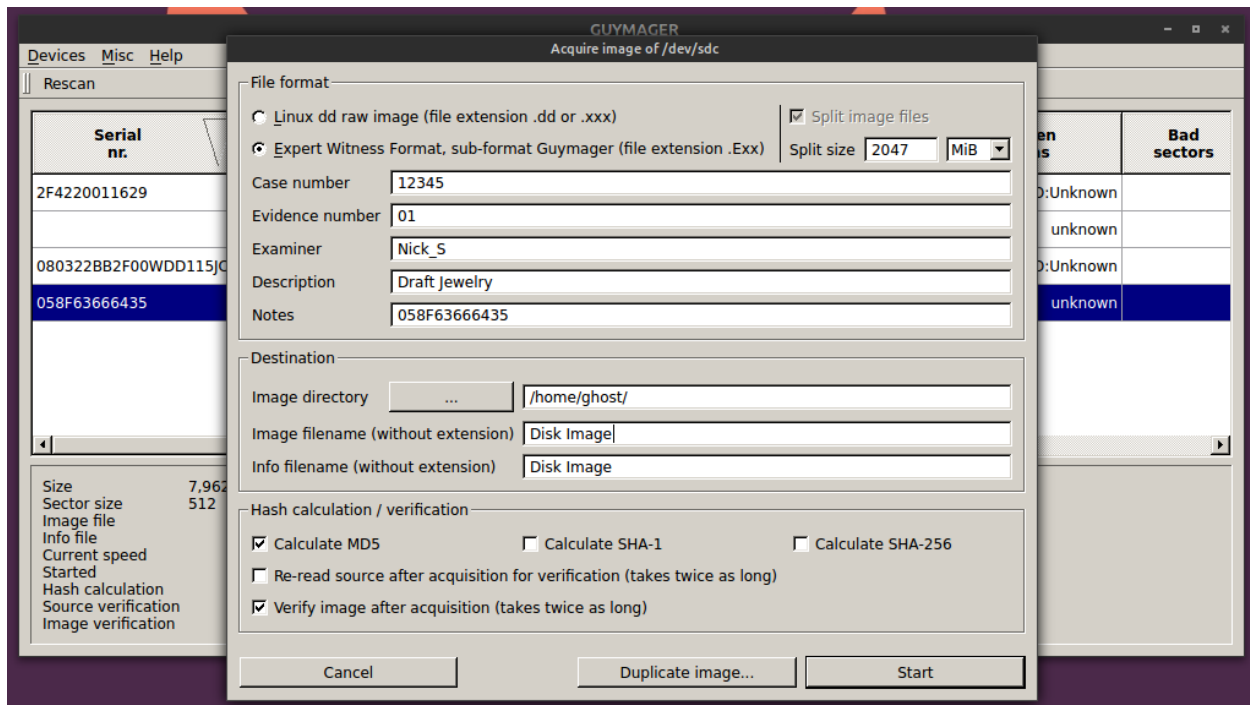 GUYMAGER
Acquire image of /dev/sdc
Devices Misc Help
Rescan
Serial nr.
Bad sectors
2F4220011629
O:Unknown
unknown
080322BB2F00WDD115JC
O:Unknown
058F63666435
unknown
File format
Linux dd raw image (file extension .dd or .xxx)
Split image files
Expert Witness Format, sub-format Guymager (file extension .Exx)
Split size 2047 MiB
Case number 12345
Evidence number 01
Examiner Nick_S
Description Draft Jewelry
Notes 058F63666435
Destination
Image directory ... /home/ghost/
Image filename (without extension) Disk Image
Info filename (without extension) Disk Image
Hash calculation / verification
Calculate MD5 Calculate SHA-1 Calculate SHA-256
Re-read source after acquisition for verification (takes twice as long)
Verify image after acquisition (takes twice as long)
Cancel Duplicate image... Start
Size 7,962
Sector size 512
Image file
Info file
Current speed
Started
Hash calculation
Source verification
Image verification